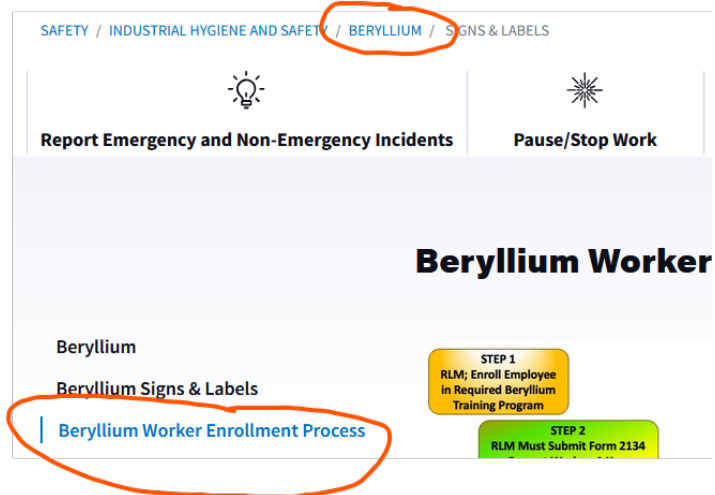 SAFETY / INDUSTRIAL HYGIENE AND SAFETY / BERYLLIUM / SIGNS & LABELS
Report Emergency and Non-Emergency Incidents
Pause/Stop Work
Beryllium Worker
Beryllium
Beryllium Signs & Labels
Beryllium Worker Enrollment Process
STEP 1
RLM; Enroll Employee
in Required Beryllium
Training Program
STEP 2
RLM Must Submit Form 2134